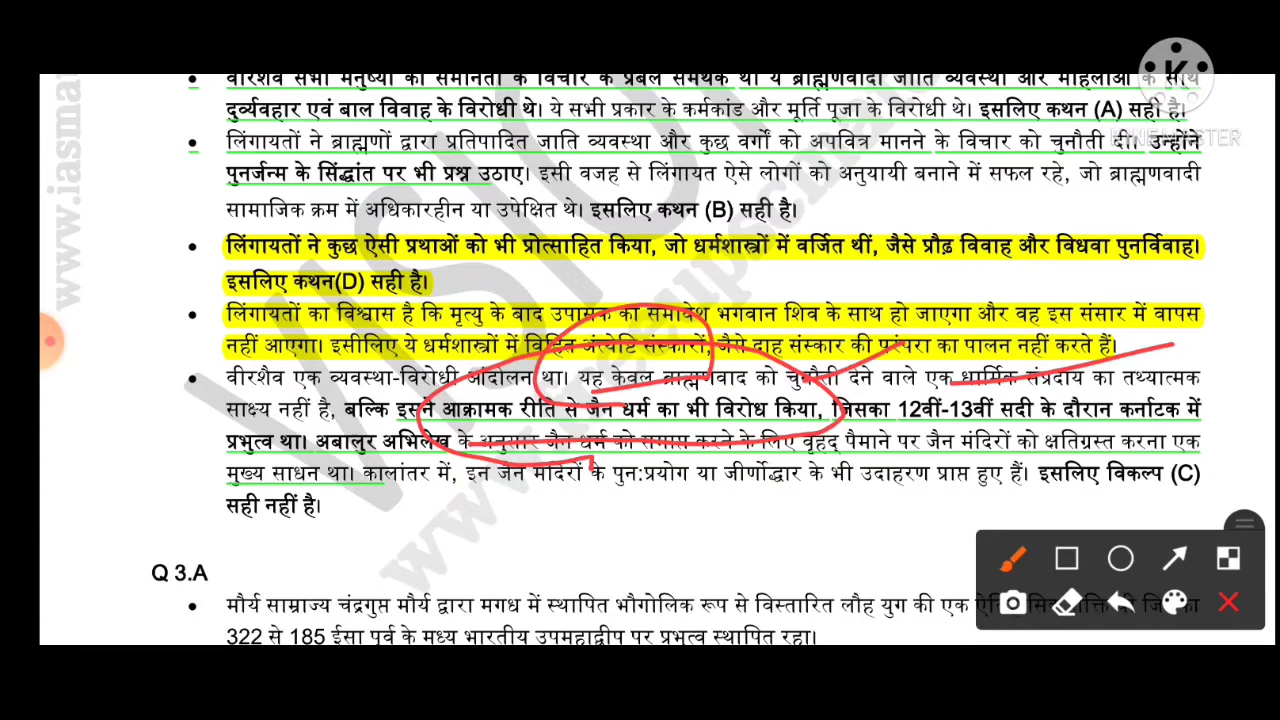 वीरशैव सभी मनुष्यों की समानता के विचार के प्रबल समर्थक थे। ये ब्राह्मणवादी जाति व्यवस्था और महिलाओं के साथ
दुर्व्यवहार एवं बाल विवाह के विरोधी थे। ये सभी प्रकार के कर्मकांड और मूर्ति पूजा के विरोधी थे। इसलिए कथन (A) सही है।
लिंगायतों ने ब्राह्मणों द्वारा प्रतिपादित जाति व्यवस्था और कुछ वर्गों को अपवित्र मानने के विचार को चुनौती दी। उन्होंने
पुनर्जन्म के सिद्धांत पर भी प्रश्न उठाए। इसी वजह से लिंगायत ऐसे लोगों को अनुयायी बनाने में सफल रहे, जो ब्राह्मणवादी
सामाजिक क्रम में अधिकारहीन या उपेक्षित थे। इसलिए कथन (B) सही है।
लिंगायतों ने कुछ ऐसी प्रथाओं को भी प्रोत्साहित किया, जो धर्मशास्त्रों में वर्जित थीं, जैसे प्रौढ़ विवाह और विधवा पुनर्विवाह।
इसलिए कथन(D) सही है।
लिंगायतों का विश्वास है कि मृत्यु के बाद उपासक का समावेश भगवान शिव के साथ हो जाएगा और वह इस संसार में वापस
नहीं आएगा। इसीलिए ये धर्मशास्त्रों में विहित अंत्येष्टि संस्कारों, जैसे दाह संस्कार की परंपरा का पालन नहीं करते हैं।
वीरशैव एक व्यवस्था-विरोधी आंदोलन था। यह केवल ब्राह्मणवाद को चुनौती देने वाले एक धार्मिक संप्रदाय का तथ्यात्मक
साक्ष्य नहीं है, बल्कि इसने आक्रामक रीति से जैन धर्म का भी विरोध किया, जिसका 12वीं-13वीं सदी के दौरान कर्नाटक में
प्रभुत्व था। अबालुर अभिलेख के अनुसार जैन धर्म को समाप्त करने के लिए वृहद् पैमाने पर जैन मंदिरों को क्षतिग्रस्त करना एक
मुख्य साधन था। कालांतर में, इन जैन मंदिरों के पुन:प्रयोग या जीर्णोद्धार के भी उदाहरण प्राप्त हुए हैं। इसलिए विकल्प (C)
सही नहीं है।
Q 3.A
मौर्य साम्राज्य चंद्रगुप्त मौर्य द्वारा मगध में स्थापित भौगोलिक रूप से विस्तारित लौह युग की एक
322 से 185 ईसा पूर्व के मध्य भारतीय उपमहाद्वीप पर प्रभुत्व स्थापित रहा।
K
KINEMASTER